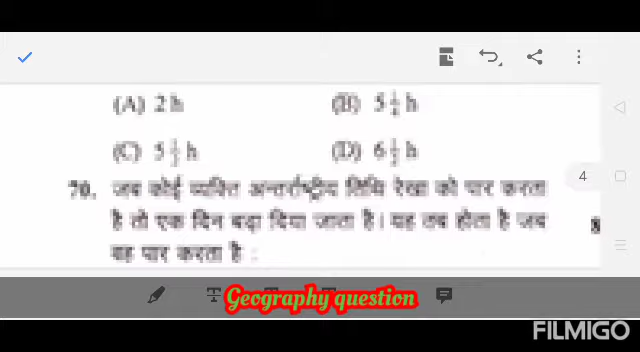 (A) 2 h (B) 5 1/4 h
(C) 5 1/2 h (D) 6 1/2 h
70. जब कोई व्यक्ति अन्तर्राष्ट्रीय तिथि रेखा को पार करता
है तो एक दिन बढ़ा दिया जाता है। यह तब होता है जब
वह पार करता है :
4
Geography question
FILMIGO